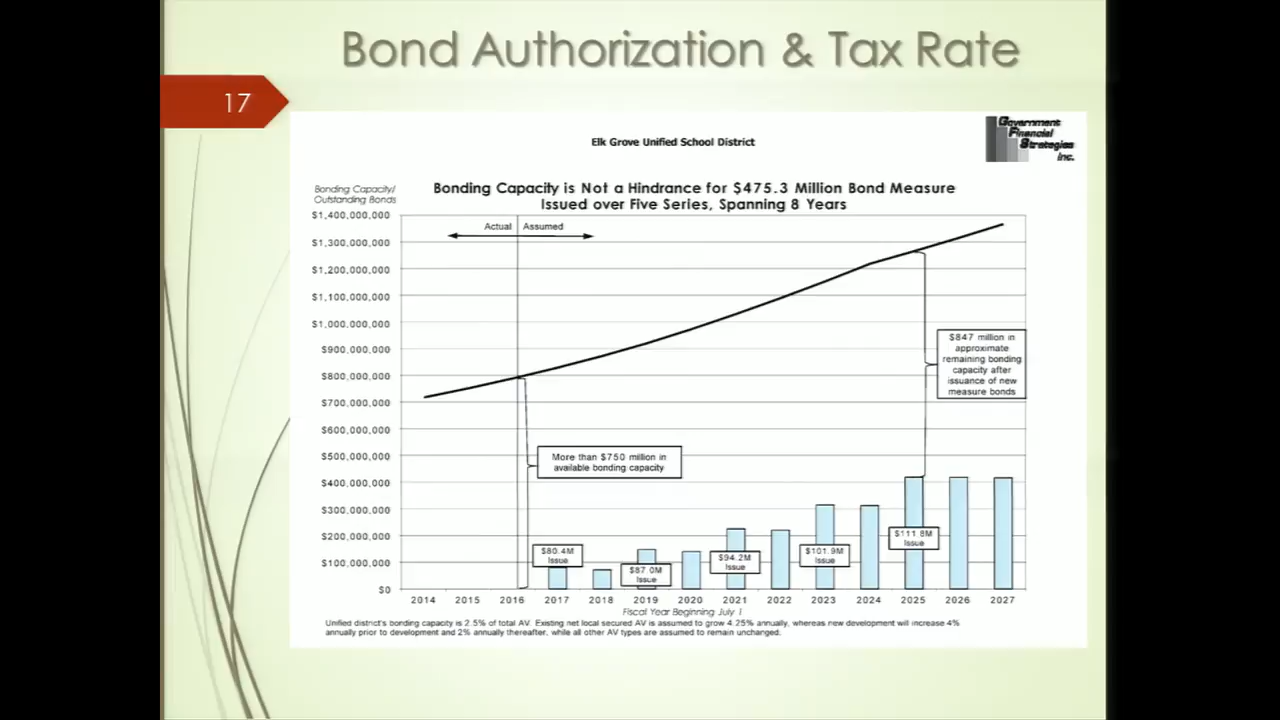 Bond Authorization & Tax Rate
17
Government
Financial
Strategies
Inc.
Elk Grove Unified School District
Bonding Capacity is Not a Hindrance for $475.3 Million Bond Measure
Issued over Five Series, Spanning 8 Years
Bonding Capacity/
Outstanding Bonds
$1,400,000,000
$1,300,000,000
$1,200,000,000
$1,100,000,000
$1,000,000,000
$900,000,000
$800,000,000
$700,000,000
$600,000,000
$500,000,000
$400,000,000
$300,000,000
$200,000,000
$100,000,000
$0
Actual Assumed
$847 million in
approximate
remaining bonding
capacity after
issuance of new
measure bonds
More than $750 million in
available bonding capacity
$80.4M
Issue
$87.0M
Issue
$94.2M
Issue
$101.9M
Issue
$111.8M
Issue
2014 2015 2016 2017 2018 2019 2020 2021 2022 2023 2024 2025 2026 2027
Fiscal Year Beginning July 1
Unified district's bonding capacity is 2.5% of total AV. Existing net local secured AV is assumed to grow 4.25% annually, whereas new development will increase 4%
annually prior to development and 2% annually thereafter, while all other AV types are assumed to remain unchanged.